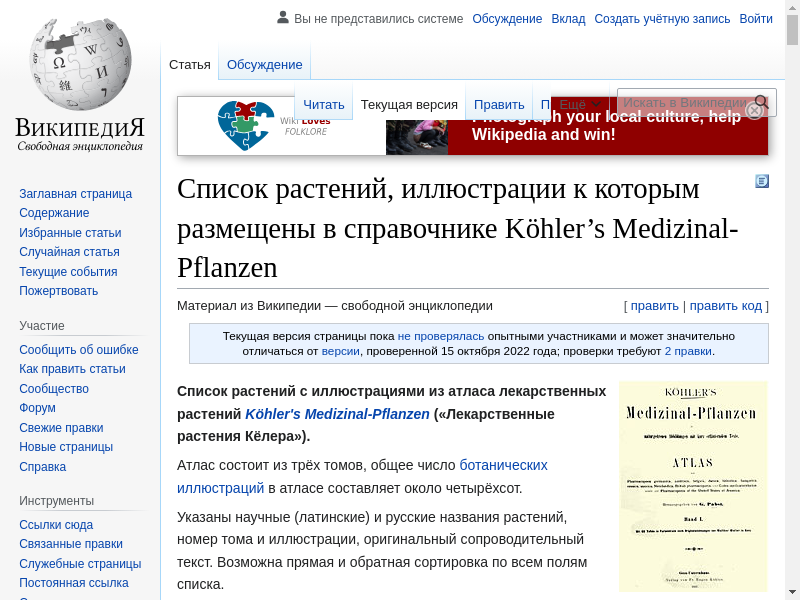 Вы не представились системе Обсуждение Вклад Создать учётную запись Войти
Статья Обсуждение
Читать Текущая версия Править П Ещё Искать в Википедии
Wiki Loves
FOLKLORE
Photograph your local culture, help
Wikipedia and win!
ВикипедиЯ
Свободная энциклопедия
Заглавная страница
Содержание
Избранные статьи
Случайная статья
Текущие события
Пожертвовать
Участие
Сообщить об ошибке
Как править статьи
Сообщество
Форум
Свежие правки
Новые страницы
Справка
Инструменты
Ссылки сюда
Связанные правки
Служебные страницы
Постоянная ссылка
Список растений, иллюстрации к которым
размещены в справочнике Köhler’s Medizinal-
Pflanzen
Материал из Википедии — свободной энциклопедии
[ править | править код ]
Текущая версия страницы пока не проверялась опытными участниками и может значительно
отличаться от версии, проверенной 15 октября 2022 года; проверки требуют 2 правки.
Список растений с иллюстрациями из атласа лекарственных
растений Köhler's Medizinal-Pflanzen («Лекарственные
растения Кёлера»).
Атлас состоит из трёх томов, общее число ботанических
иллюстраций в атласе составляет около четырёхсот.
Указаны научные (латинские) и русские названия растений,
номер тома и иллюстрации, оригинальный сопроводительный
текст. Возможна прямая и обратная сортировка по всем полям
списка.
KÖHLER'S
Medizinal-Pflanzen
ATLAS
Band I.